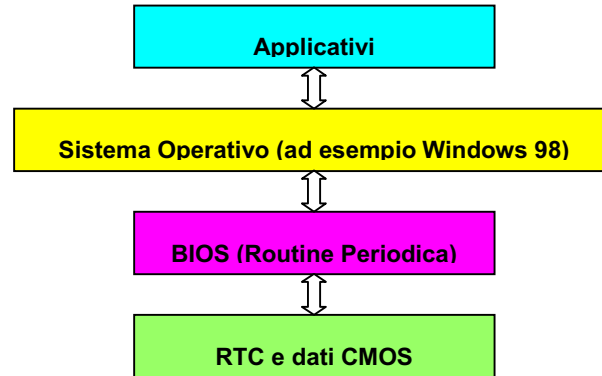 Applicativi
Sistema Operativo (ad esempio Windows 98)
BIOS (Routine Periodica)
RTC e dati CMOS